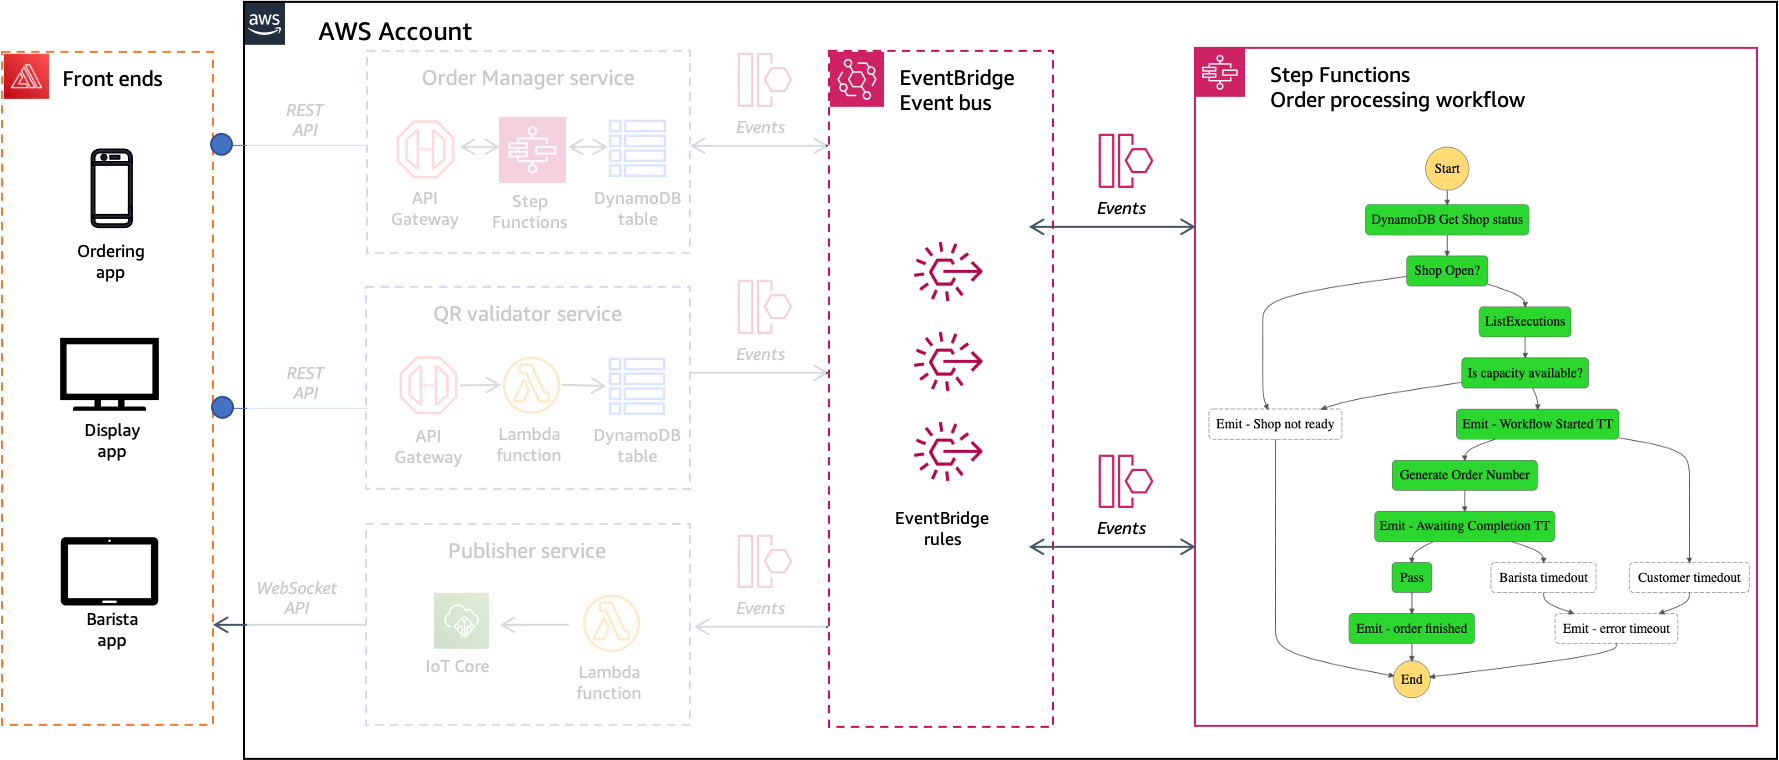 aws
AWS Account
Front ends
Ordering
app
Display
app
Barista
app
REST
API
REST
API
WebSocket
API
Order Manager service
API
Gateway
Step
Functions
DynamoDB
table
Events
QR validator service
API
Gateway
Lambda
function
DynamoDB
table
Events
Publisher service
IoT Core
Lambda
function
Events
EventBridge
Event bus
EventBridge
rules
Events
Events
Step Functions
Order processing workflow
Start
DynamoDB Get Shop status
Shop Open?
ListExecutions
Is capacity available?
Emit - Shop not ready
Emit - Workflow Started TT
Generate Order Number
Emit - Awaiting Completion TT
Pass
Barista timedout
Customer timedout
Emit - order finished
Emit - error timeout
End